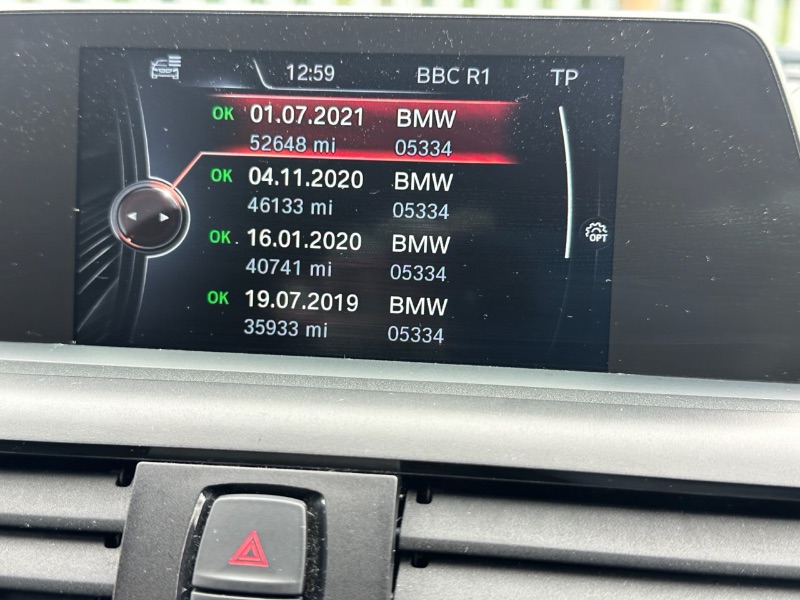 12:59 BBC R1 TP
OK 01.07.2021 BMW
52648 mi 05334
OK 04.11.2020 BMW
46133 mi 05334
OK 16.01.2020 BMW
40741 mi 05334
OPT
OK 19.07.2019 BMW
35933 mi 05334